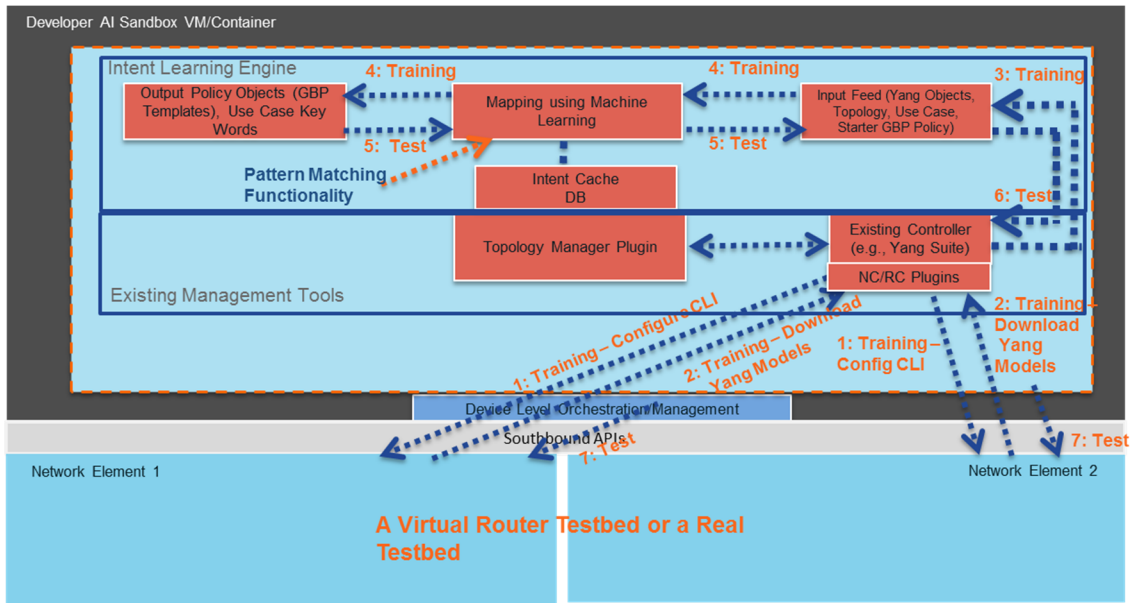 Developer AI Sandbox VM/Container
Intent Learning Engine
4: Training
4: Training
3: Training
Output Policy Objects (GBP
Templates), Use Case Key
Words
Mapping using Machine
Learning
Input Feed (Yang Objects,
Topology, Use Case,
Starter GBP Policy)
5: Test
5: Test
Pattern Matching
Functionality
Intent Cache
DB
6: Test
Topology Manager Plugin
Existing Controller
(e.g., Yang Suite)
NC/RC Plugins
Existing Management Tools
1: Training – Configure CLI
2: Training – Download
Yang Models
1: Training –
Config CLI
2: Training –
Download
Yang
Models
Device Level Orchestration/Management
Southbound APIs
7: Test
7: Test
Network Element 1
Network Element 2
A Virtual Router Testbed or a Real
Testbed